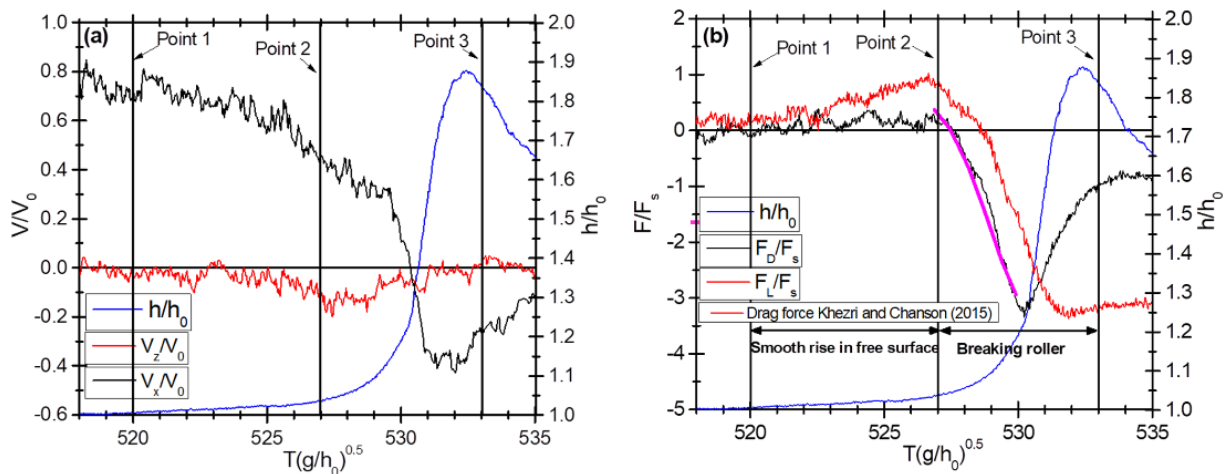 (a)
Point 1
Point 2
Point 3
1.0
0.8
0.6
0.4
0.2
0.0
-0.2
-0.4
-0.6
V/V0
2.0
1.9
1.8
1.7
1.6
1.5
1.4
1.3
1.2
1.1
1.0
h/h0
h/h0
Vz/V0
Vx/V0
520 525 530 535
T(g/h0)^0.5
(b)
Point 1
Point 2
Point 3
2
1
0
-1
-2
-3
-4
-5
F/Fs
2.0
1.9
1.8
1.7
1.6
1.5
1.4
1.3
1.2
1.1
1.0
h/h0
h/h0
FD/Fs
FL/Fs
Drag force Khezri and Chanson (2015)
Smooth rise in free surface
Breaking roller
520 525 530 535
T(g/h0)^0.5